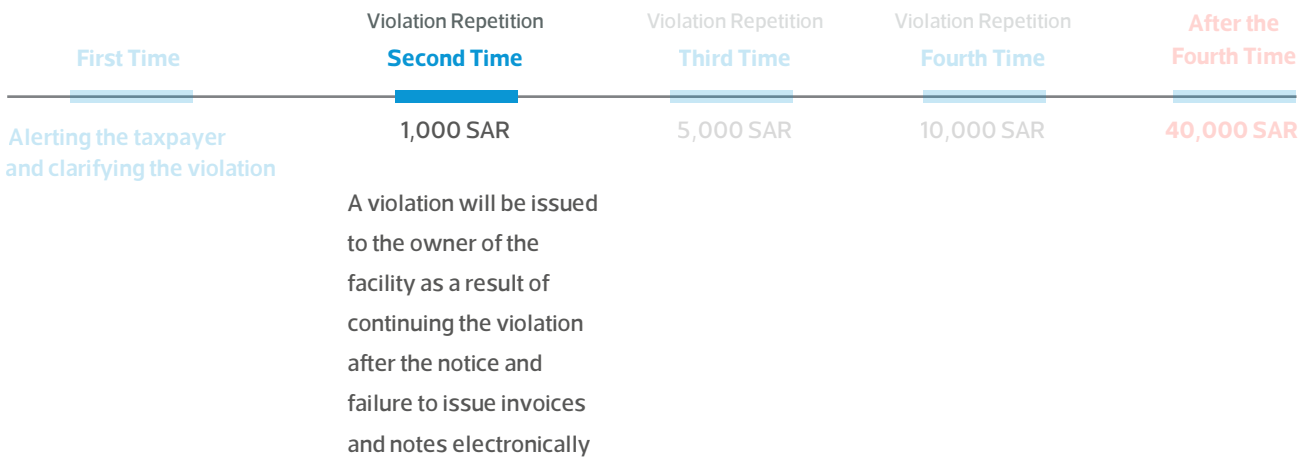 First Time
Alerting the taxpayer
and clarifying the violation
Violation Repetition
Second Time
1,000 SAR
A violation will be issued
to the owner of the
facility as a result of
continuing the violation
after the notice and
failure to issue invoices
and notes electronically
Violation Repetition
Third Time
5,000 SAR
Violation Repetition
Fourth Time
10,000 SAR
After the
Fourth Time
40,000 SAR